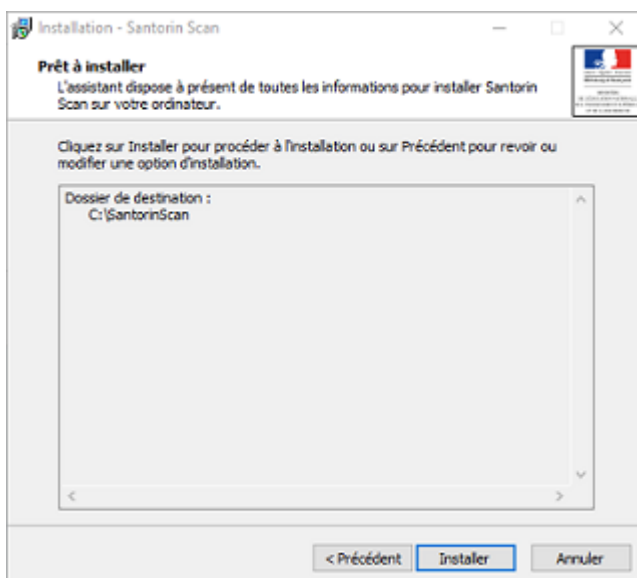 Installation - Santorin Scan
Prêt à installer
L'assistant dispose à présent de toutes les informations pour installer Santorin
Scan sur votre ordinateur.
Cliquez sur Installer pour procéder à l'installation ou sur Précédent pour revoir ou
modifier une option d'installation.
Dossier de destination :
C:\SantorinScan
< Précédent
Installer
Annuler